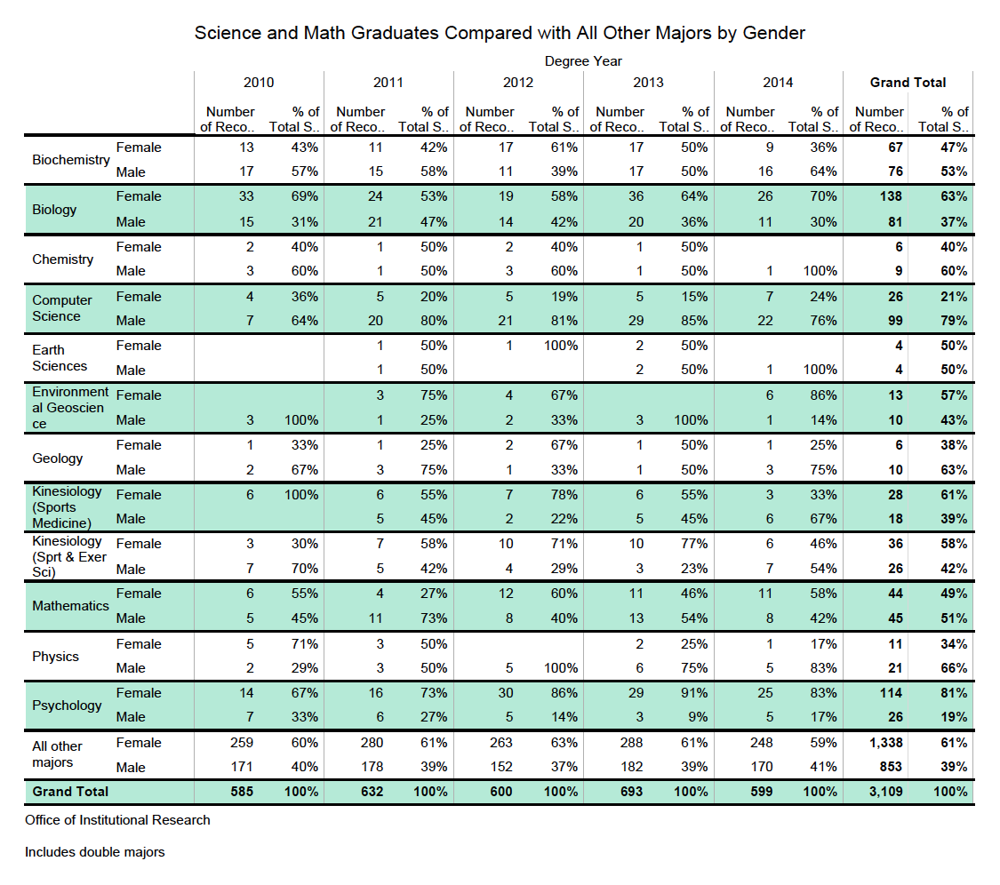 Science and Math Graduates Compared with All Other Majors by Gender
Degree Year
2010 2011 2012 2013 2014 Grand Total
Number % of Number % of Number % of Number % of Number % of Number % of
of Reco.. Total S.. of Reco.. Total S.. of Reco.. Total S.. of Reco.. Total S.. of Reco.. Total S.. of Reco.. Total S..
Biochemistry
Female 13 43% 11 42% 17 61% 17 50% 9 36% 67 47%
Male 17 57% 15 58% 11 39% 17 50% 16 64% 76 53%
Biology
Female 33 69% 24 53% 19 58% 36 64% 26 70% 138 63%
Male 15 31% 21 47% 14 42% 20 36% 11 30% 81 37%
Chemistry
Female 2 40% 1 50% 2 40% 1 50% 6 40%
Male 3 60% 1 50% 3 60% 1 50% 1 100% 9 60%
Computer
Science
Female 4 36% 5 20% 5 19% 5 15% 7 24% 26 21%
Male 7 64% 20 80% 21 81% 29 85% 22 76% 99 79%
Earth
Sciences
Female 1 50% 1 100% 2 50% 4 50%
Male 1 50% 2 50% 1 100% 4 50%
Environment
al Geoscien
ce
Female 3 75% 4 67% 6 86% 13 57%
Male 3 100% 1 25% 2 33% 3 100% 1 14% 10 43%
Geology
Female 1 33% 1 25% 2 67% 1 50% 1 25% 6 38%
Male 2 67% 3 75% 1 33% 1 50% 3 75% 10 63%
Kinesiology
(Sports
Medicine)
Female 6 100% 6 55% 7 78% 6 55% 3 33% 28 61%
Male 5 45% 2 22% 5 45% 6 67% 18 39%
Kinesiology
(Sprt & Exer
Sci)
Female 3 30% 7 58% 10 71% 10 77% 6 46% 36 58%
Male 7 70% 5 42% 4 29% 3 23% 7 54% 26 42%
Mathematics
Female 6 55% 4 27% 12 60% 11 46% 11 58% 44 49%
Male 5 45% 11 73% 8 40% 13 54% 8 42% 45 51%
Physics
Female 5 71% 3 50% 2 25% 1 17% 11 34%
Male 2 29% 3 50% 5 100% 6 75% 5 83% 21 66%
Psychology
Female 14 67% 16 73% 30 86% 29 91% 25 83% 114 81%
Male 7 33% 6 27% 5 14% 3 9% 5 17% 26 19%
All other
majors
Female 259 60% 280 61% 263 63% 288 61% 248 59% 1,338 61%
Male 171 40% 178 39% 152 37% 182 39% 170 41% 853 39%
Grand Total 585 100% 632 100% 600 100% 693 100% 599 100% 3,109 100%
Office of Institutional Research
Includes double majors